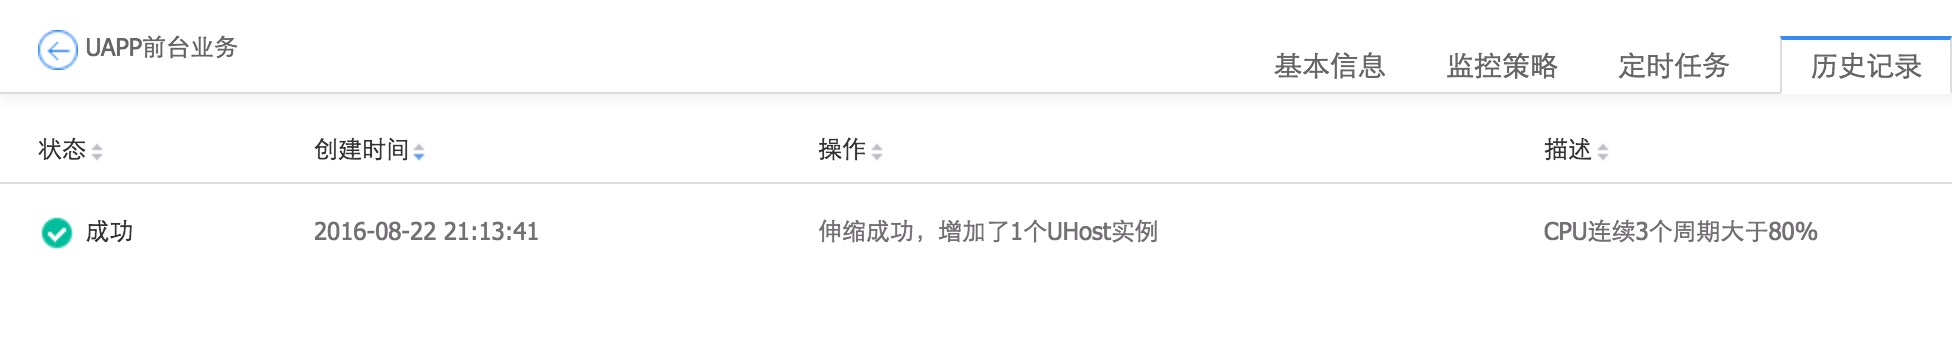 UAPP前台业务
基本信息 监控策略 定时任务 历史记录
状态 创建时间 操作 描述
成功 2016-08-22 21:13:41 伸缩成功，增加了1个UHost实例 CPU连续3个周期大于80%